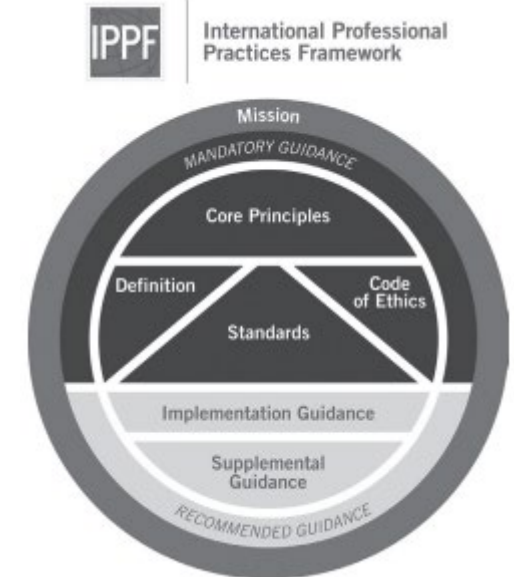 IPPF
International Professional
Practices Framework
Mission
MANDATORY GUIDANCE
Core Principles
Definition
Code
of Ethics
Standards
Implementation Guidance
Supplemental
Guidance
RECOMMENDED GUIDANCE